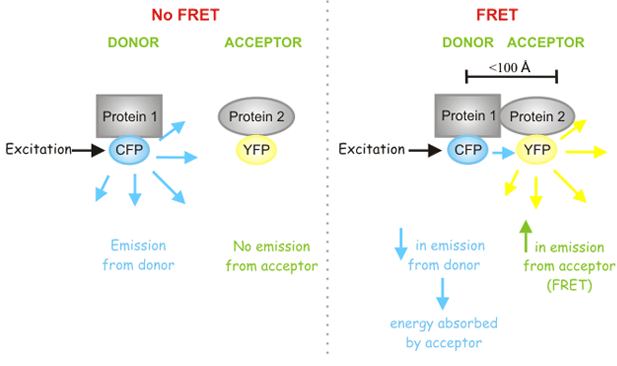 No FRET
DONOR
ACCEPTOR
Protein 1
Protein 2
Excitation
CFP
YFP
Emission
from donor
No emission
from acceptor
FRET
DONOR
ACCEPTOR
<100 Å
Protein 1
Protein 2
Excitation
CFP
YFP
in emission
from donor
energy absorbed
by acceptor
in emission
from acceptor
(FRET)